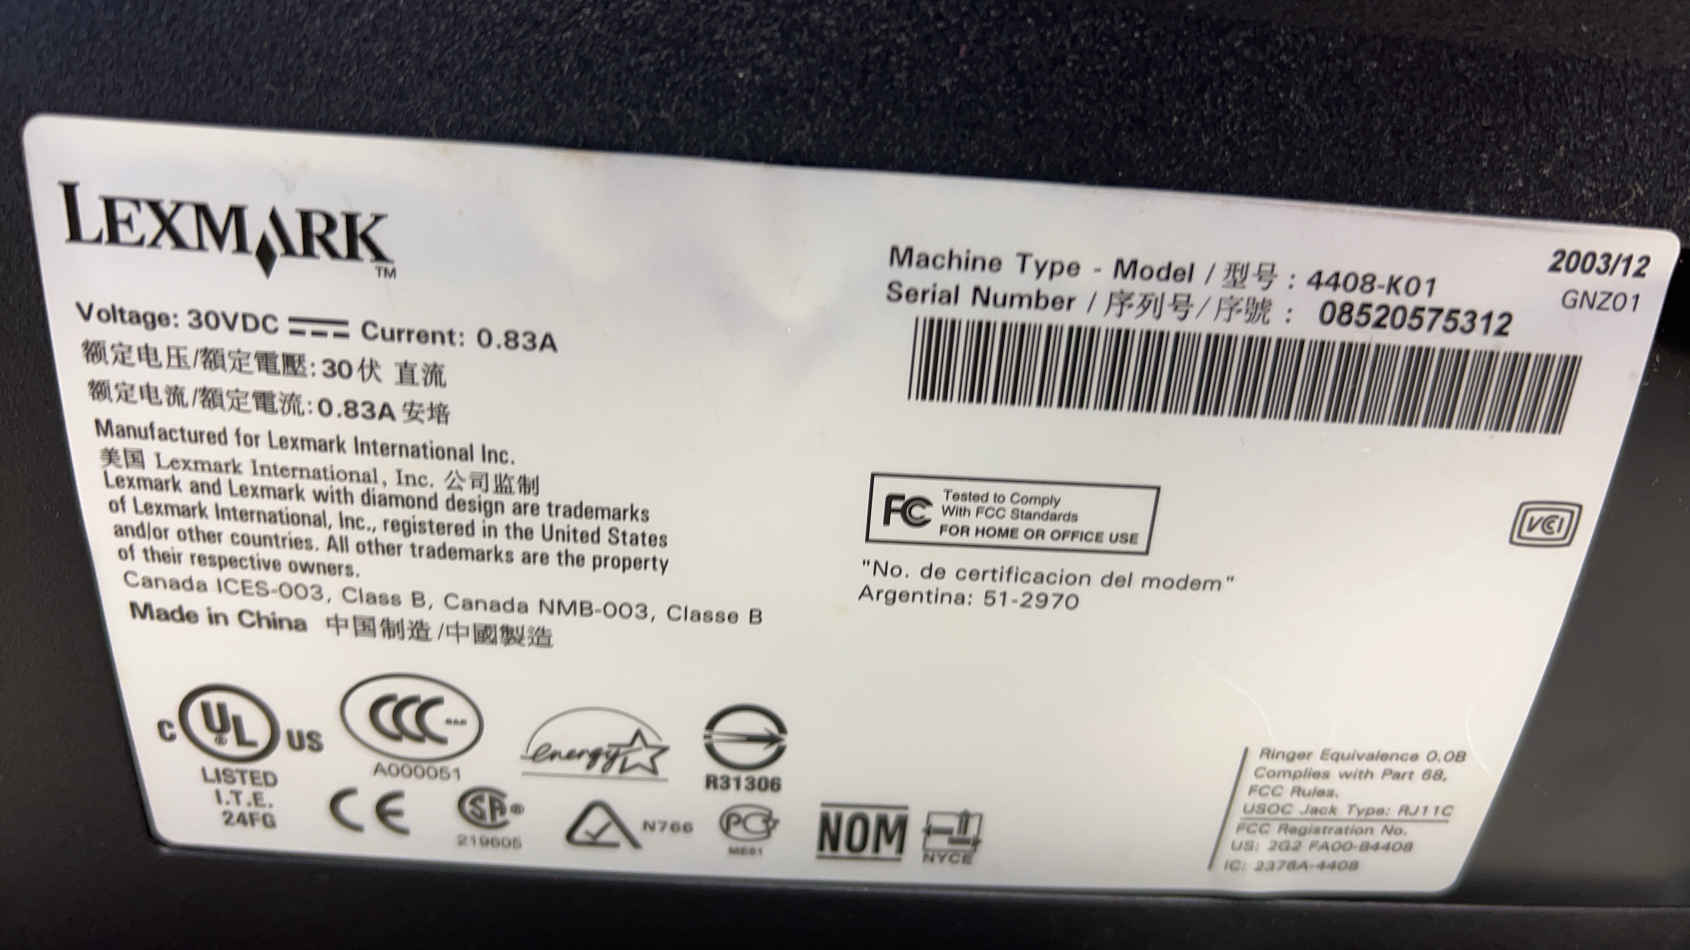 LEXMARK™
Voltage: 30VDC Current: 0.83A
额定电压/額定電壓:30伏 直流
额定电流/額定電流:0.83A 安培
Manufactured for Lexmark International Inc.
美国 Lexmark International, Inc. 公司监制
Lexmark and Lexmark with diamond design are trademarks
of Lexmark International, Inc., registered in the United States
and/or other countries. All other trademarks are the property
of their respective owners.
Canada ICES-003, Class B, Canada NMB-003, Classe B
Made in China 中国制造/中國製造
C UL® US
LISTED
I.T.E.
24FG
CCC
A000051
energy
R31306
CE
SA®
219605
N766
PCT
ME61
NOM
NYCE
2003/12
GNZ01
Machine Type - Model / 型号 : 4408-K01
Serial Number / 序列号/序號 : 08520575312
FC
Tested to Comply
With FCC Standards
FOR HOME OR OFFICE USE
VCI
"No. de certificacion del modem"
Argentina: 51-2970
Ringer Equivalence 0.0B
Complies with Part 68,
FCC Rules.
USOC Jack Type: RJ11C
FCC Registration No.
US: 2G2 FA00-B4408
IC: 2376A-4408